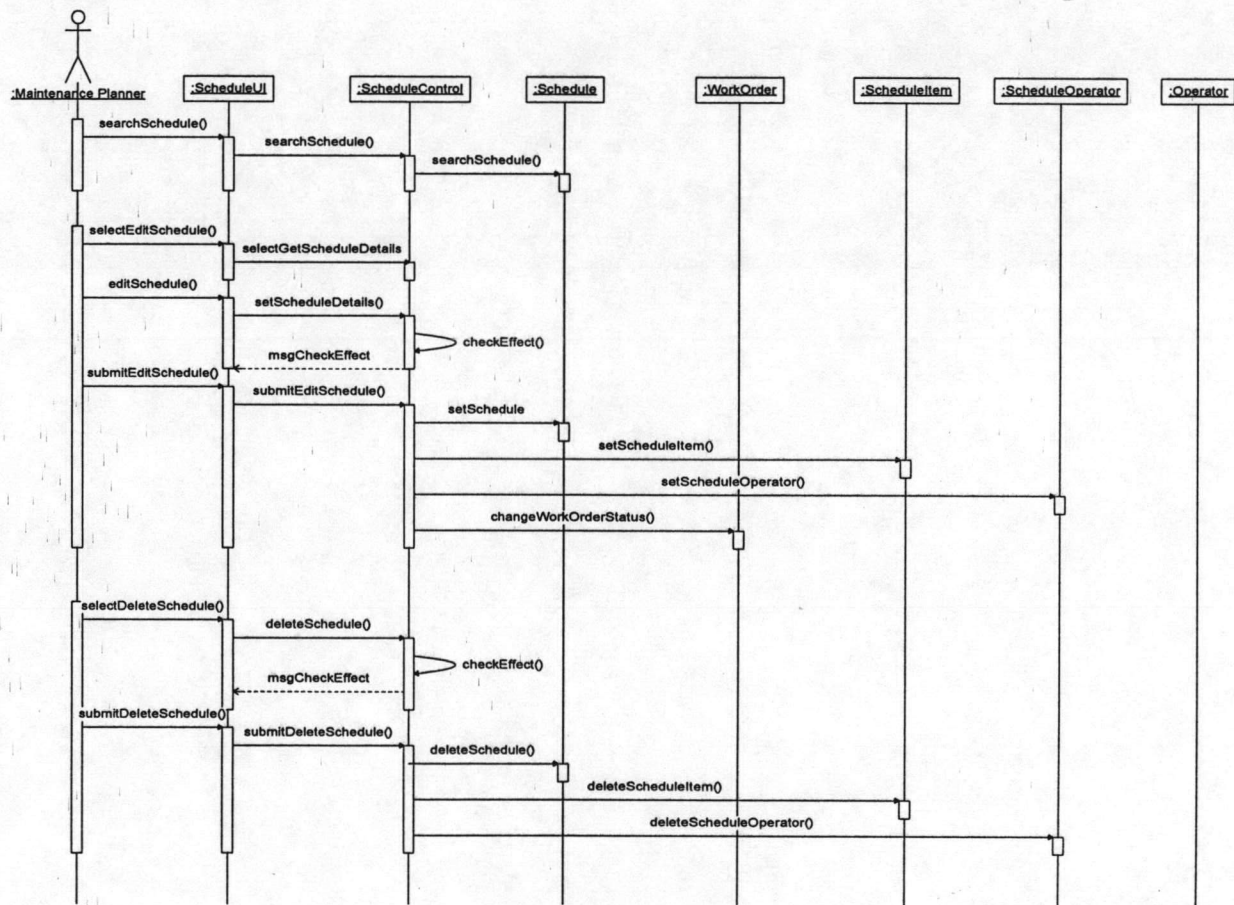 :Maintenance Planner
:ScheduleUI
:ScheduleControl
:Schedule
:WorkOrder
:ScheduleItem
:ScheduleOperator
:Operator
searchSchedule()
searchSchedule()
searchSchedule()
selectEditSchedule()
selectGetScheduleDetails
editSchedule()
setScheduleDetails()
checkEffect()
msgCheckEffect
submitEditSchedule()
submitEditSchedule()
setSchedule
setScheduleItem()
setScheduleOperator()
changeWorkOrderStatus()
selectDeleteSchedule()
deleteSchedule()
checkEffect()
msgCheckEffect
submitDeleteSchedule()
submitDeleteSchedule()
deleteSchedule()
deleteScheduleItem()
deleteScheduleOperator()